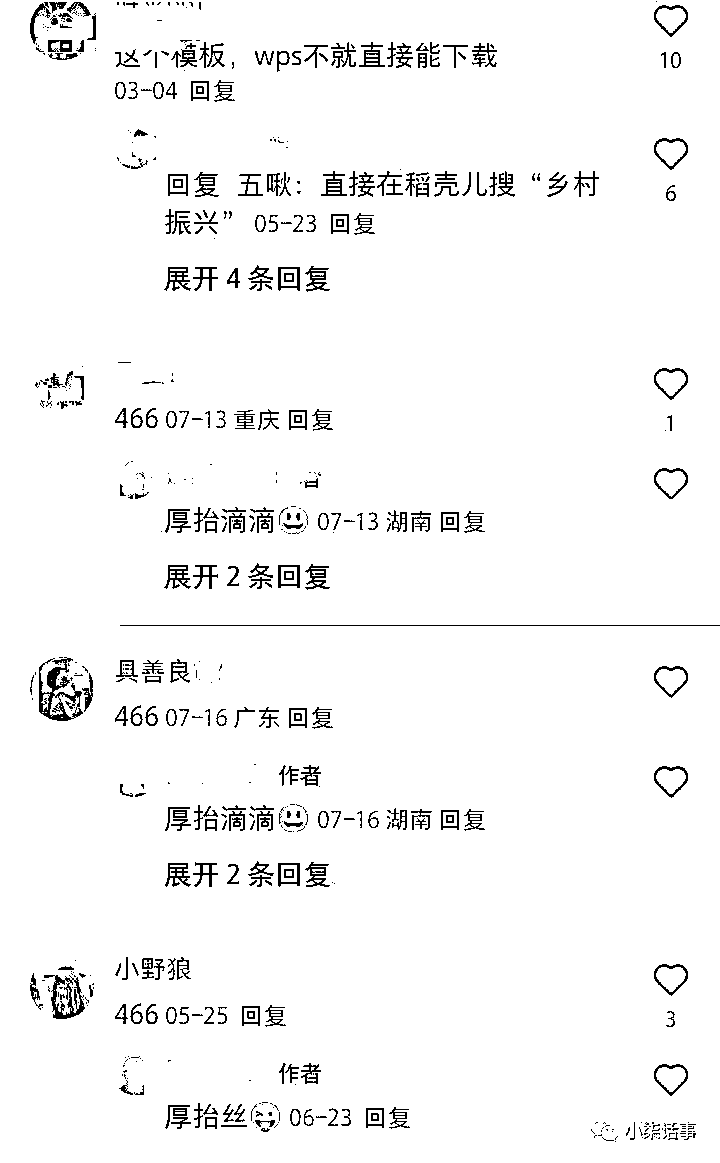 这个模板，wps不就直接能下载
03-04 回复
10
回复 五啾：直接在稻壳儿搜“乡村
振兴” 05-23 回复
6
展开 4 条回复
466 07-13 重庆 回复
1
厚抬滴滴😃 07-13 湖南 回复
展开 2 条回复
具善良
466 07-16 广东 回复
作者
厚抬滴滴😃 07-16 湖南 回复
展开 2 条回复
小野狼
466 05-25 回复
3
作者
厚抬丝😜 06-23 回复
小柒话事